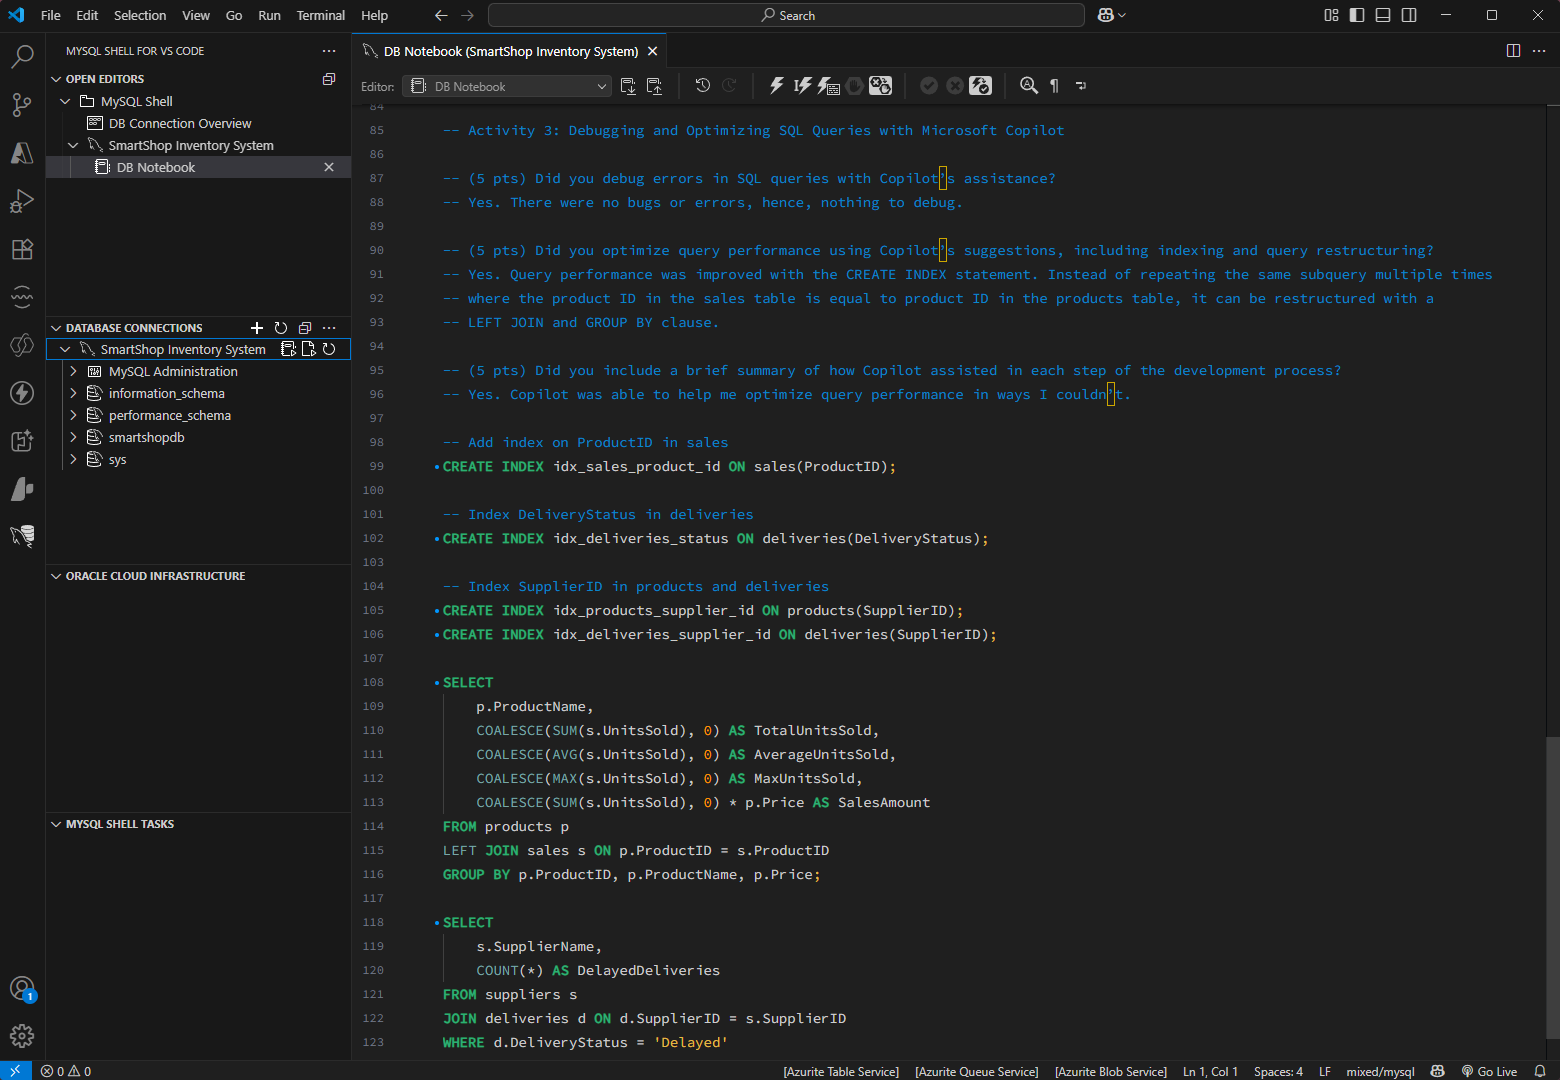 File Edit Selection View Go Run Terminal Help
Search
MYSQL SHELL FOR VS CODE
OPEN EDITORS
MySQL Shell
DB Connection Overview
SmartShop Inventory System
DB Notebook
DATABASE CONNECTIONS
SmartShop Inventory System
MySQL Administration
information_schema
performance_schema
smartshopdb
sys
ORACLE CLOUD INFRASTRUCTURE
MYSQL SHELL TASKS
1
DB Notebook (SmartShop Inventory System)
Editor: DB Notebook
84
85 -- Activity 3: Debugging and Optimizing SQL Queries with Microsoft Copilot
86
87 -- (5 pts) Did you debug errors in SQL queries with Copilot’s assistance?
88 -- Yes. There were no bugs or errors, hence, nothing to debug.
89
90 -- (5 pts) Did you optimize query performance using Copilot’s suggestions, including indexing and query restructuring?
91 -- Yes. Query performance was improved with the CREATE INDEX statement. Instead of repeating the same subquery multiple times
92 -- where the product ID in the sales table is equal to product ID in the products table, it can be restructured with a
93 -- LEFT JOIN and GROUP BY clause.
94
95 -- (5 pts) Did you include a brief summary of how Copilot assisted in each step of the development process?
96 -- Yes. Copilot was able to help me optimize query performance in ways I couldn’t.
97
98 -- Add index on ProductID in sales
99 CREATE INDEX idx_sales_product_id ON sales(ProductID);
100
101 -- Index DeliveryStatus in deliveries
102 CREATE INDEX idx_deliveries_status ON deliveries(DeliveryStatus);
103
104 -- Index SupplierID in products and deliveries
105 CREATE INDEX idx_products_supplier_id ON products(SupplierID);
106 CREATE INDEX idx_deliveries_supplier_id ON deliveries(SupplierID);
107
108 SELECT
109 p.ProductName,
110 COALESCE(SUM(s.UnitsSold), 0) AS TotalUnitsSold,
111 COALESCE(AVG(s.UnitsSold), 0) AS AverageUnitsSold,
112 COALESCE(MAX(s.UnitsSold), 0) AS MaxUnitsSold,
113 COALESCE(SUM(s.UnitsSold), 0) * p.Price AS SalesAmount
114 FROM products p
115 LEFT JOIN sales s ON p.ProductID = s.ProductID
116 GROUP BY p.ProductID, p.ProductName, p.Price;
117
118 SELECT
119 s.SupplierName,
120 COUNT(*) AS DelayedDeliveries
121 FROM suppliers s
122 JOIN deliveries d ON d.SupplierID = s.SupplierID
123 WHERE d.DeliveryStatus = 'Delayed'
0 0 [Azurite Table Service] [Azurite Queue Service] [Azurite Blob Service] Ln 1, Col 1 Spaces: 4 LF mixed/mysql Go Live